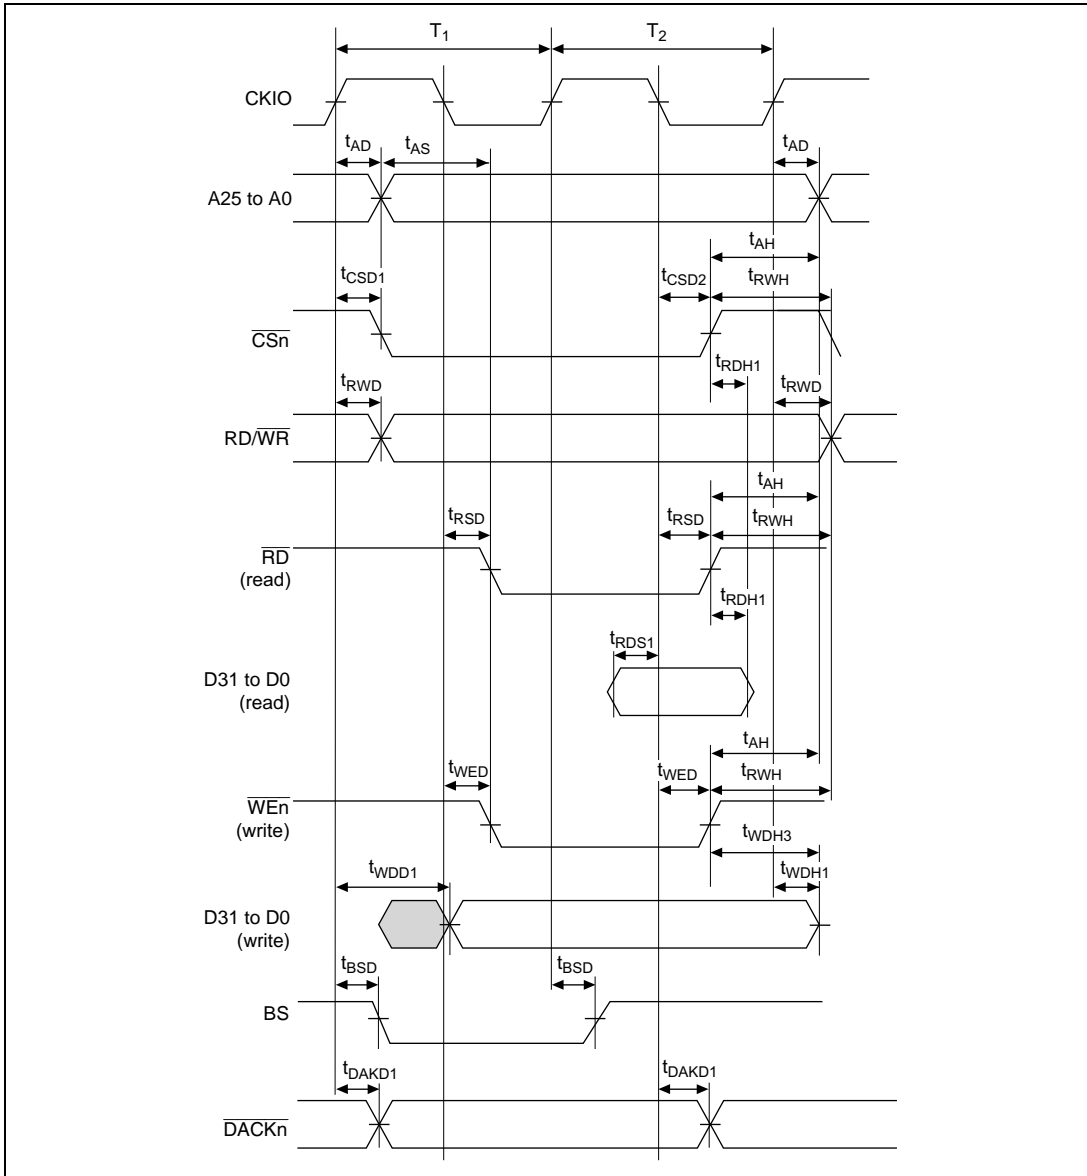 T1 T2
CKIO
tAD tAS tAD
A25 to A0
tAH
tCSD1 tCSD2 tRWH
CSn
tRDH1
tRWD tRWD
RD/WR
tAH
tRSD tRSD tRWH
RD
(read)
tRDH1
tRDS1
D31 to D0
(read)
tAH
tWED tWED tRWH
WEn
(write)
tWDH3
tWDD1 tWDH1
D31 to D0
(write)
tBSD tBSD
BS
tDAKD1 tDAKD1
DACKn